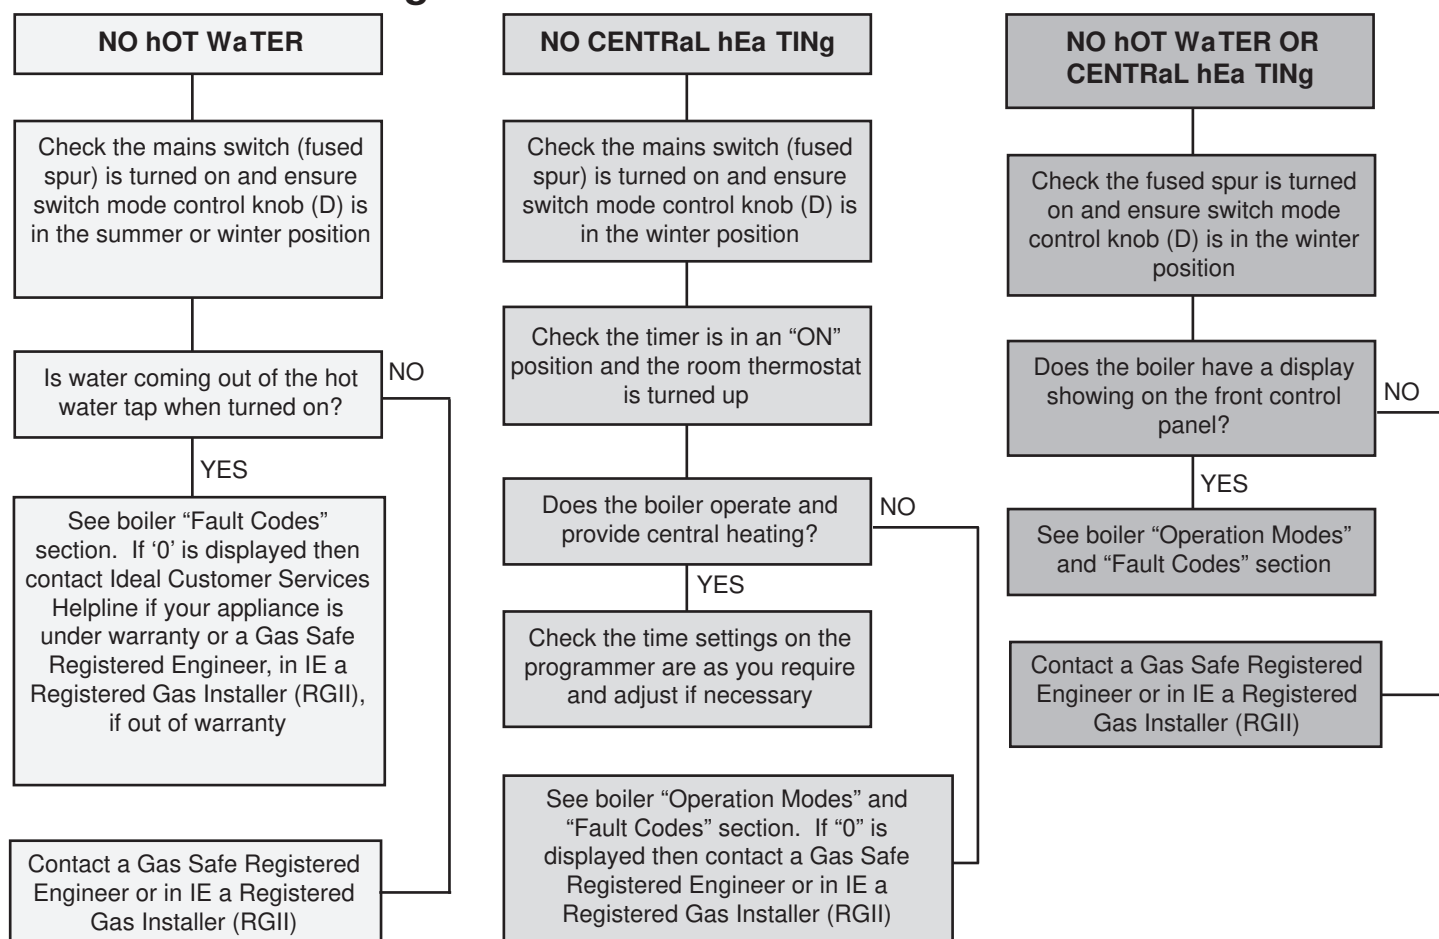 NO hOT WaTER
Check the mains switch (fused
spur) is turned on and ensure
switch mode control knob (D) is
in the summer or winter position
Is water coming out of the hot
water tap when turned on?
NO
YES
See boiler “Fault Codes”
section.  If ‘0’ is displayed then
contact Ideal Customer Services
Helpline if your appliance is
under warranty or a Gas Safe
Registered Engineer, in IE a
Registered Gas Installer (RGII),
if out of warranty
Contact a Gas Safe Registered
Engineer or in IE a Registered
Gas Installer (RGII)
NO CENTRaL hEa TINg
Check the mains switch (fused
spur) is turned on and ensure
switch mode control knob (D) is
in the winter position
Check the timer is in an “ON”
position and the room thermostat
is turned up
Does the boiler operate and
provide central heating?
NO
YES
Check the time settings on the
programmer are as you require
and adjust if necessary
See boiler “Operation Modes” and
“Fault Codes” section.  If “0” is
displayed then contact a Gas Safe
Registered Engineer or in IE a
Registered Gas Installer (RGII)
NO hOT WaTER OR
CENTRaL hEa TINg
Check the fused spur is turned
on and ensure switch mode
control knob (D) is in the winter
position
Does the boiler have a display
showing on the front control
panel?
NO
YES
See boiler “Operation Modes”
and “Fault Codes” section
Contact a Gas Safe Registered
Engineer or in IE a Registered
Gas Installer (RGII)